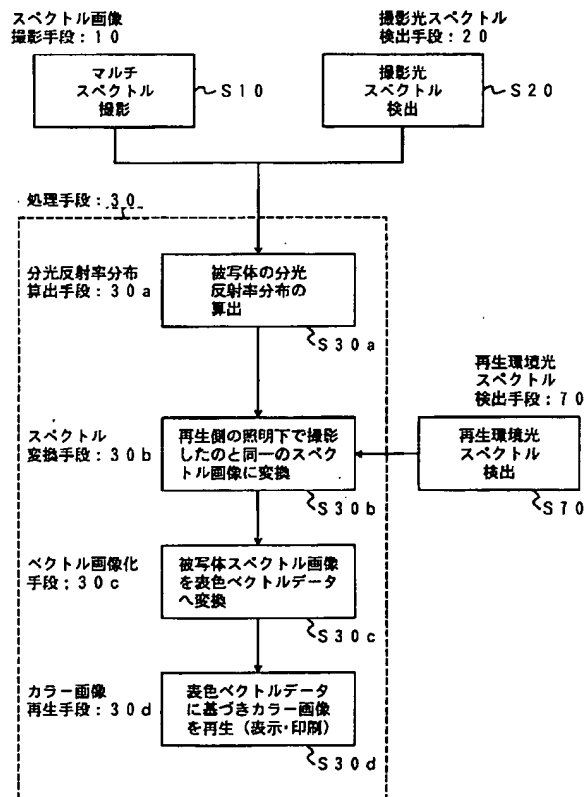 スペクトル画像
撮影手段：10
マルチ
スペクトル
撮影
S10
撮影光スペクトル
検出手段：20
撮影光
スペクトル
検出
S20
処理手段：30
分光反射率分布
算出手段：30a
被写体の分光
反射率分布の
算出
S30a
再生環境光
スペクトル
検出手段：70
スペクトル
変換手段：30b
再生側の照明下で撮影
したのと同一のスペク
トル画像に変換
S30b
再生環境光
スペクトル
検出
S70
ベクトル画像化
手段：30c
被写体スペクトル画像
を表色ベクトルデータ
へ変換
S30c
カラー画像
再生手段：30d
表色ベクトルデータ
に基づきカラー画像
を再生（表示・印刷）
S30d